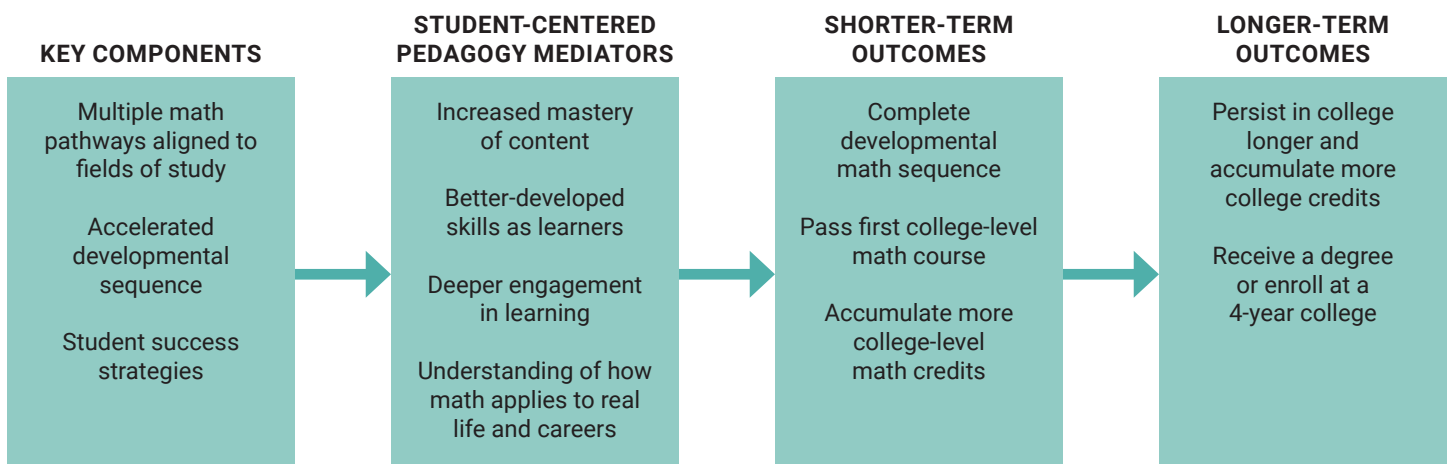 KEY COMPONENTS
Multiple math
pathways aligned to
fields of study
Accelerated
developmental
sequence
Student success
strategies
STUDENT-CENTERED
PEDAGOGY MEDIATORS
Increased mastery
of content
Better-developed
skills as learners
Deeper engagement
in learning
Understanding of how
math applies to real
life and careers
SHORTER-TERM
OUTCOMES
Complete
developmental
math sequence
Pass first college-level
math course
Accumulate more
college-level
math credits
LONGER-TERM
OUTCOMES
Persist in college
longer and
accumulate more
college credits
Receive a degree
or enroll at a
4-year college